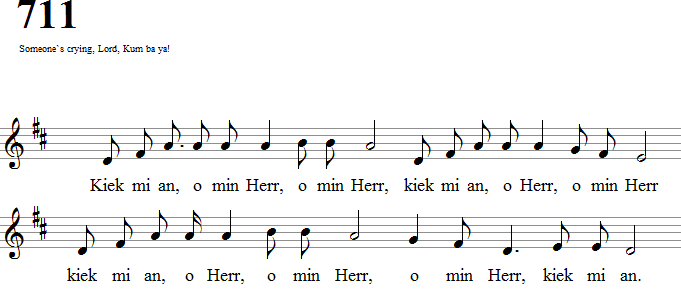 711
Someone`s crying, Lord, Kum ba ya!
Kiek mi an, o min Herr, o min Herr, kiek mi an, o Herr, o min Herr
kiek mi an, o Herr, o min Herr, o min Herr, kiek mi an.